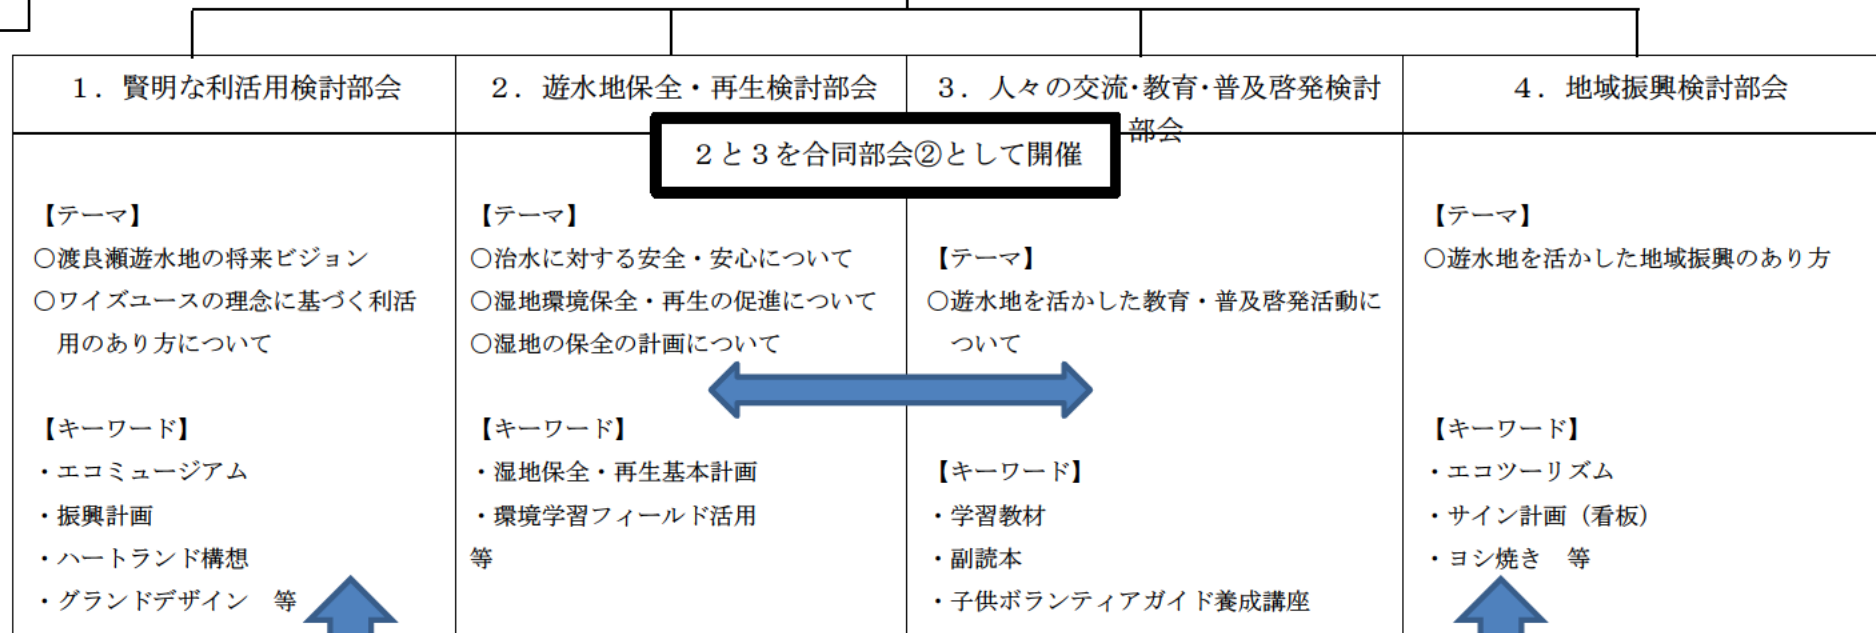 １．賢明な利活用検討部会
【テーマ】
○渡良瀬遊水地の将来ビジョン
○ワイズユースの理念に基づく利活
用のあり方について
【キーワード】
・エコミュージアム
・振興計画
・ハートランド構想
・グランドデザイン　等
２．遊水地保全・再生検討部会
２と３を合同部会②として開催
【テーマ】
○治水に対する安全・安心について
○湿地環境保全・再生の促進について
○湿地の保全の計画について
【キーワード】
・湿地保全・再生基本計画
・環境学習フィールド活用
等
３．人々の交流･教育･普及啓発検討
部会
【テーマ】
○遊水地を活かした教育・普及啓発活動に
ついて
【キーワード】
・学習教材
・副読本
・子供ボランティアガイド養成講座
４．地域振興検討部会
【テーマ】
○遊水地を活かした地域振興のあり方
【キーワード】
・エコツーリズム
・サイン計画（看板）
・ヨシ焼き　等